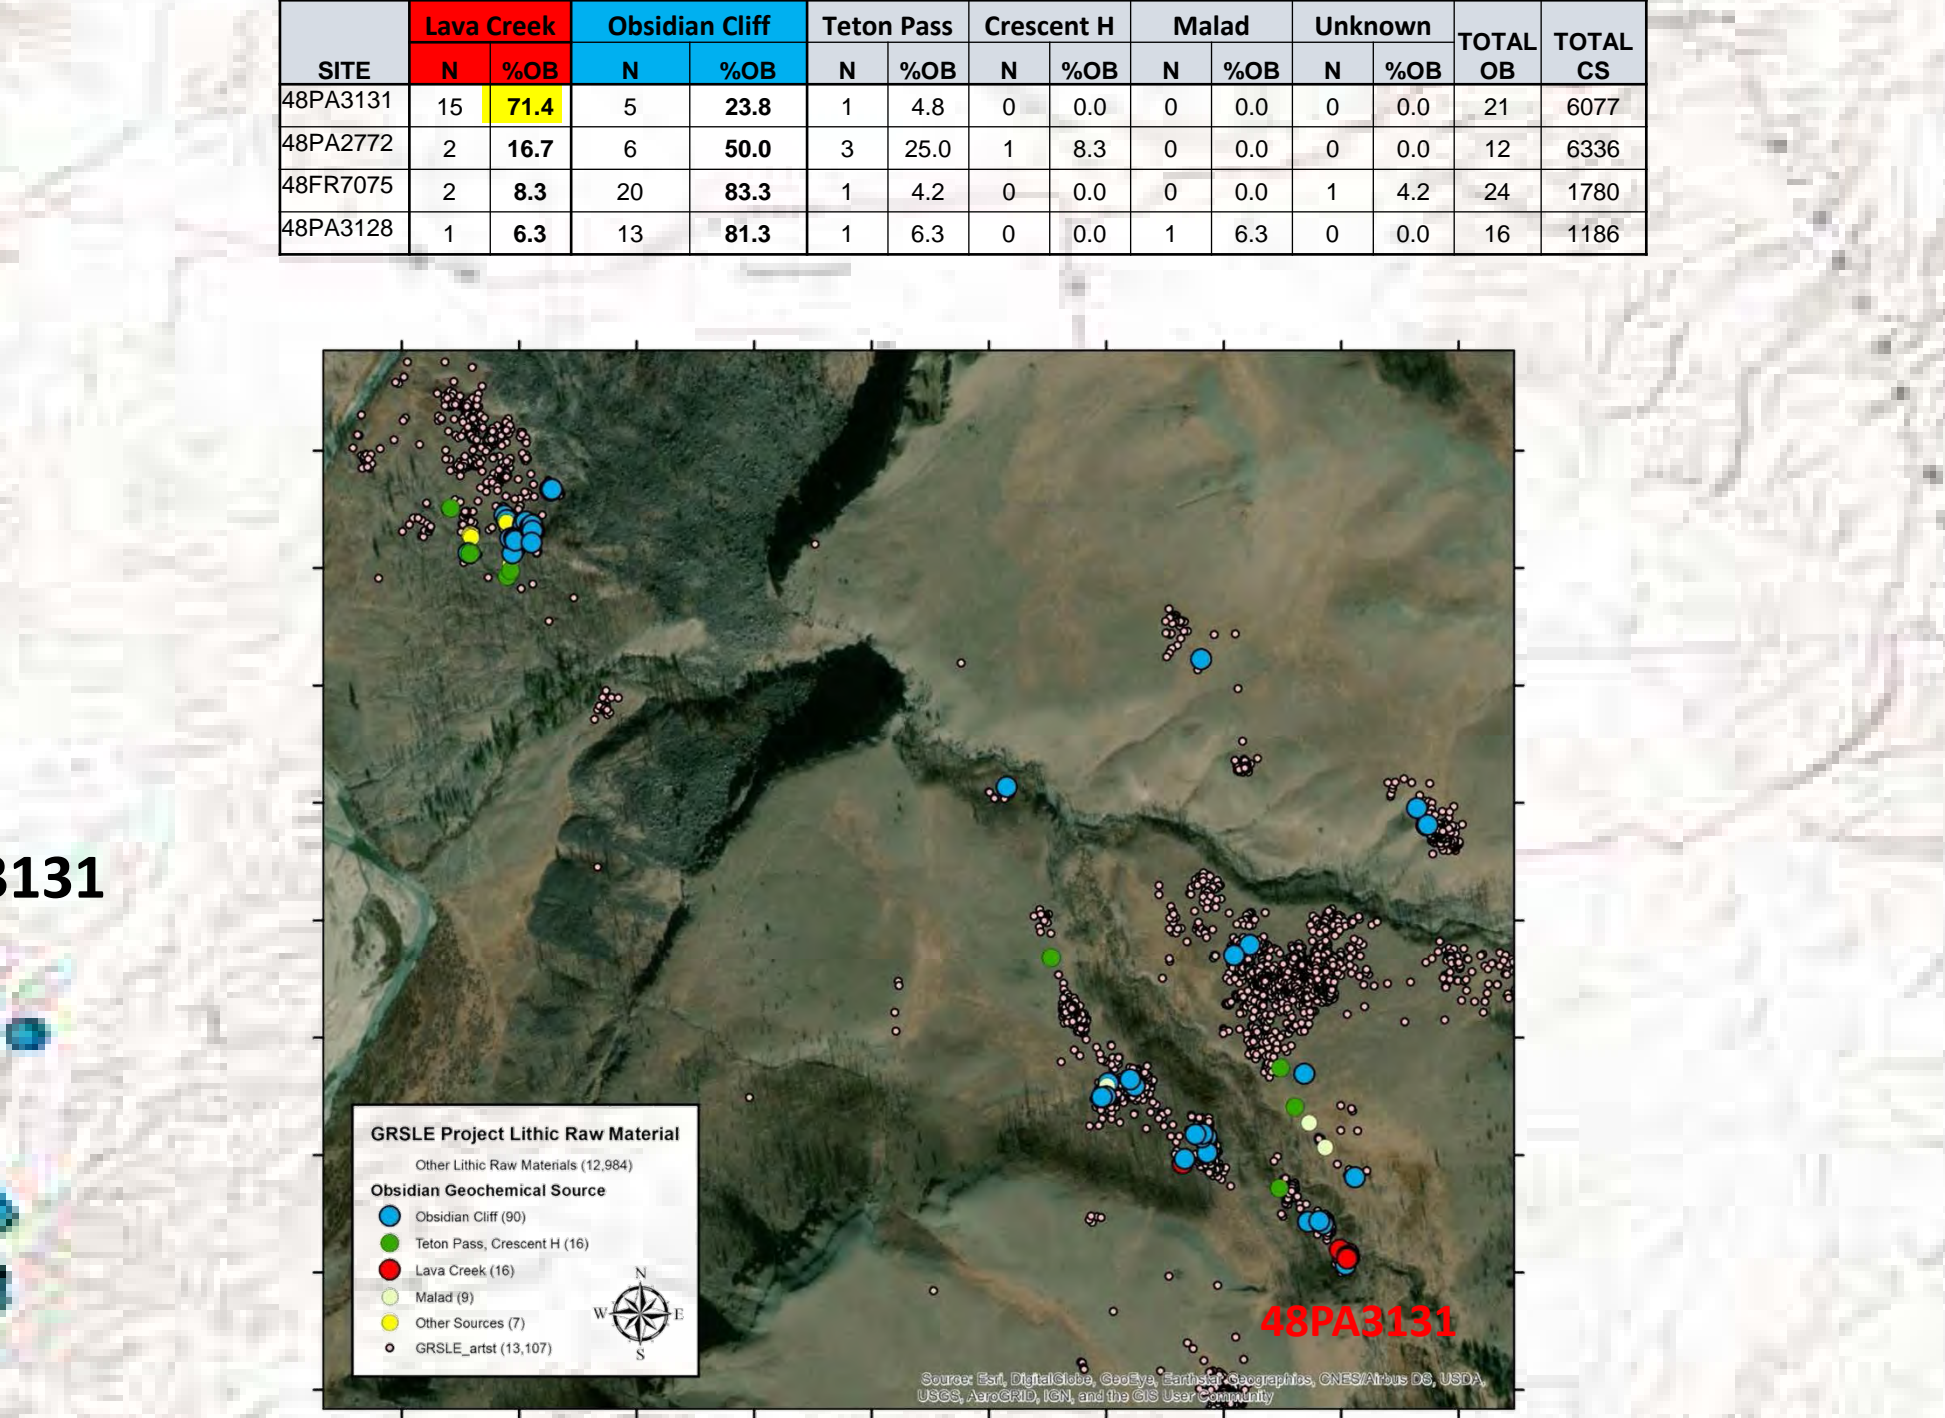 Lava Creek Obsidian Cliff Teton Pass Crescent H Malad Unknown
SITE N %OB N %OB N %OB N %OB N %OB N %OB TOTAL OB TOTAL CS
48PA3131 15 71.4 5 23.8 1 4.8 0 0.0 0 0.0 0 0.0 21 6077
48PA2772 2 16.7 6 50.0 3 25.0 1 8.3 0 0.0 0 0.0 12 6336
48FR7075 2 8.3 20 83.3 1 4.2 0 0.0 0 0.0 1 4.2 24 1780
48PA3128 1 6.3 13 81.3 1 6.3 0 0.0 1 6.3 0 0.0 16 1186
3131
GRSLE Project Lithic Raw Material
Other Lithic Raw Materials (12,984)
Obsidian Geochemical Source
Obsidian Cliff (90)
Teton Pass, Crescent H (16)
Lava Creek (16)
Malad (9)
Other Sources (7)
GRSLE_artst (13,107)
N
W E
S
48PA3131
Source: Esri, DigitalGlobe, GeoEye, Earthstar Geographics, CNES/Airbus DS, USDA,
USGS, AeroGRID, IGN, and the GIS User Community